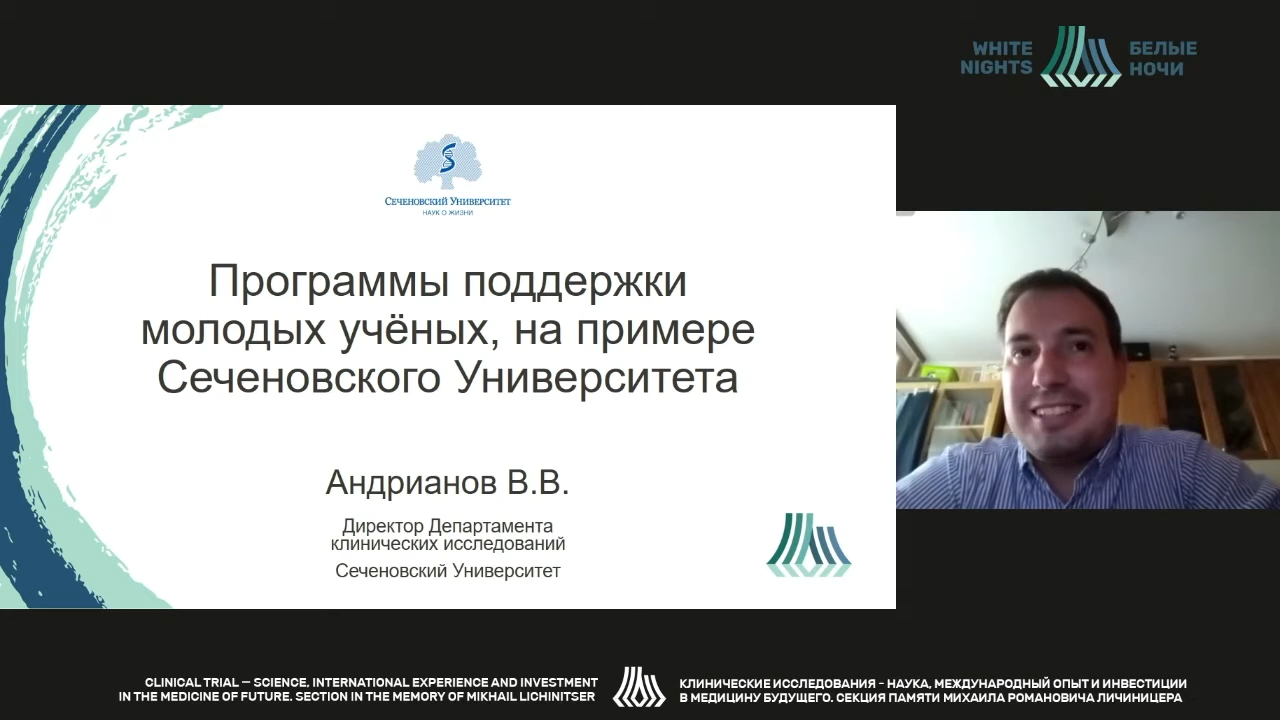 WHITE
NIGHTS
БЕЛЫЕ
НОЧИ
Сеченовский Университет
НАУК О ЖИЗНИ
Программы поддержки
молодых учёных, на примере
Сеченовского Университета
Андрианов В.В.
Директор Департамента
клинических исследований
Сеченовский Университет
CLINICAL TRIAL – SCIENCE, INTERNATIONAL EXPERIENCE AND INVESTMENT
IN THE MEDICINE OF FUTURE. SECTION IN THE MEMORY OF MIKHAIL LICHINITSER
КЛИНИЧЕСКИЕ ИССЛЕДОВАНИЯ - НАУКА, МЕЖДУНАРОДНЫЙ ОПЫТ И ИНВЕСТИЦИИ
В МЕДИЦИНУ БУДУЩЕГО. СЕКЦИЯ ПАМЯТИ МИХАИЛА РОМАНОВИЧА ЛИЧИНИЦЕРА